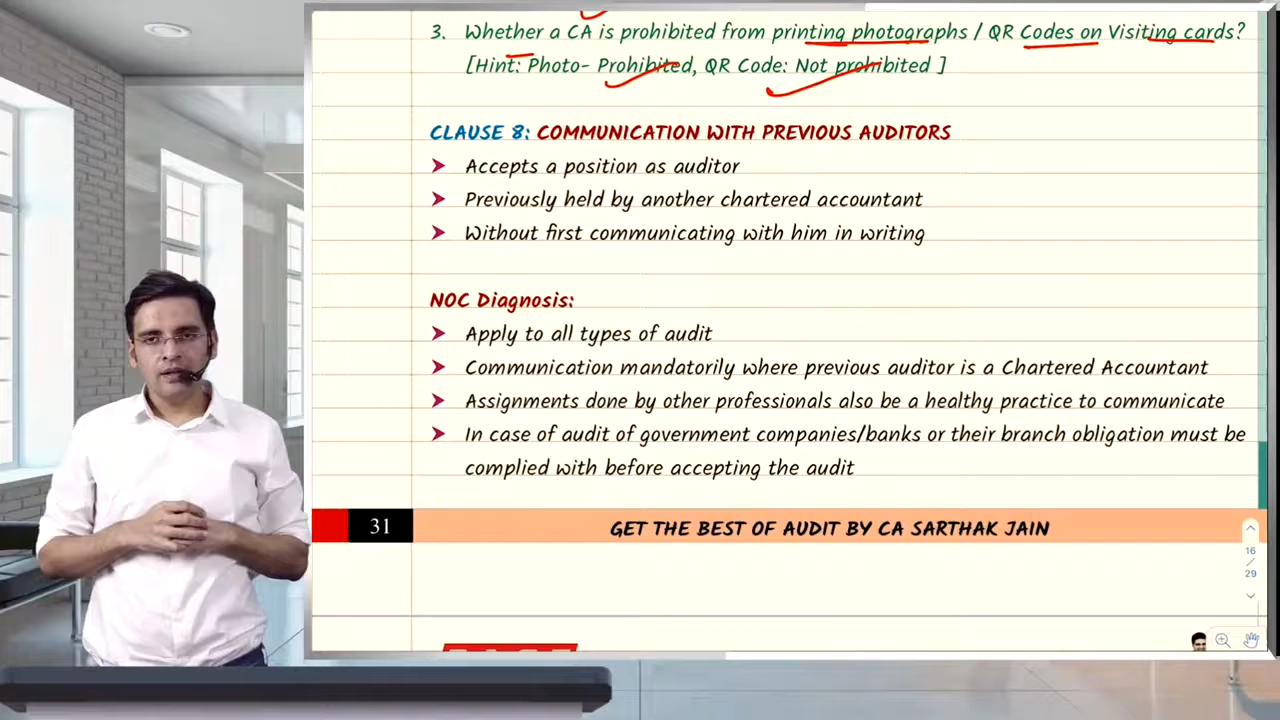 3. Whether a CA is prohibited from printing photographs / QR Codes on Visiting cards?
[Hint: Photo- Prohibited, QR Code: Not prohibited ]
CLAUSE 8: COMMUNICATION WITH PREVIOUS AUDITORS
➤ Accepts a position as auditor
➤ Previously held by another chartered accountant
➤ Without first communicating with him in writing
NOC Diagnosis:
➤ Apply to all types of audit
➤ Communication mandatorily where previous auditor is a Chartered Accountant
➤ Assignments done by other professionals also be a healthy practice to communicate
➤ In case of audit of government companies/banks or their branch obligation must be
complied with before accepting the audit
31 GET THE BEST OF AUDIT BY CA SARTHAK JAIN
16
/
29